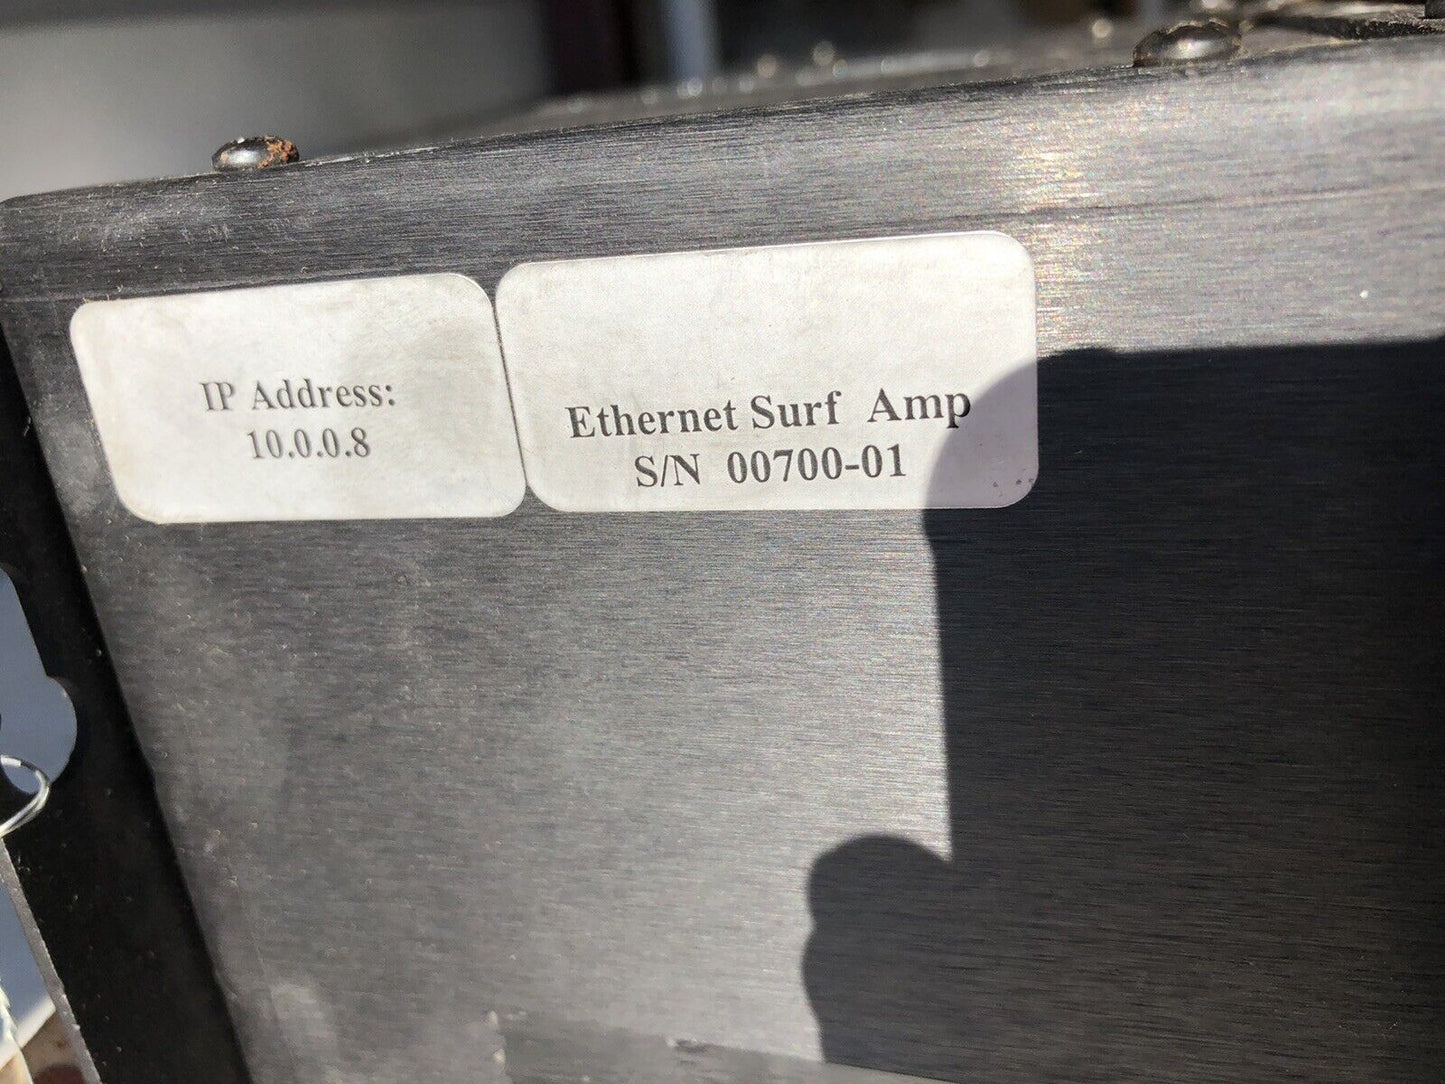 IP Address:
10.0.0.8
Ethernet Surf Amp
S/N 00700-01